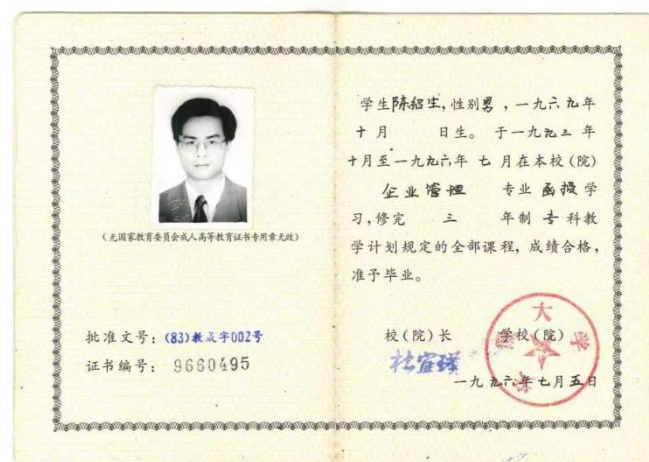 (无国家教育委员会成人高等教育证书专用章无效)
批准文号：(83)教成字002号
证书编号：9660495
学生陈绍生，性别男，一九六九年
十月　日生。于一九九三年
十月至一九九六年七月在本校(院)
企业管理　专业函授学
习，修完　三　年制专科教
学计划规定的全部课程，成绩合格，
准予毕业。
校(院)长　学校(院)
一九九六年七月五日
大学